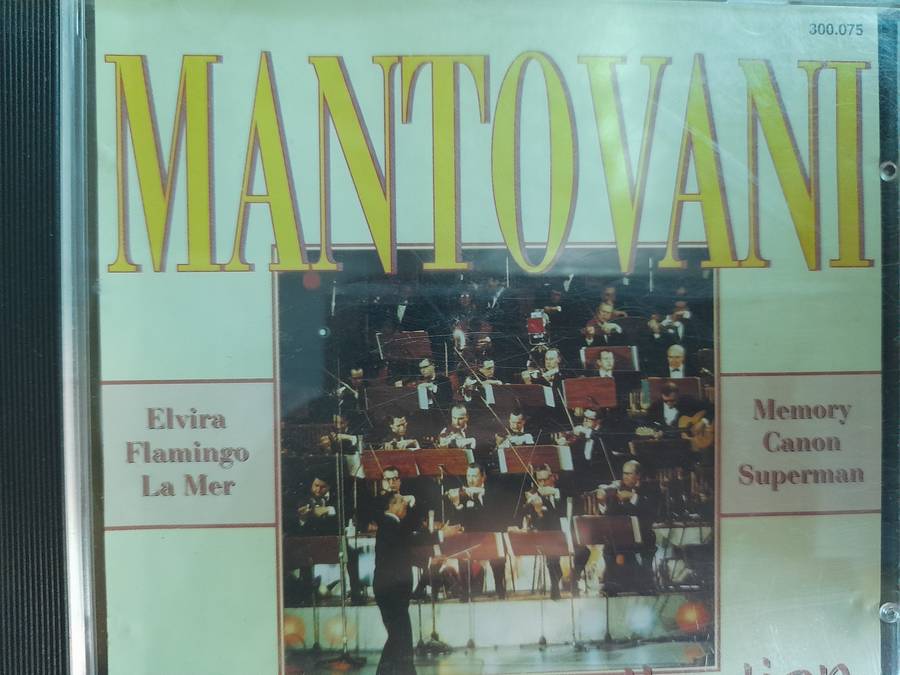 300.075
MANTOVANI
Elvira
Flamingo
La Mer
Memory
Canon
Superman